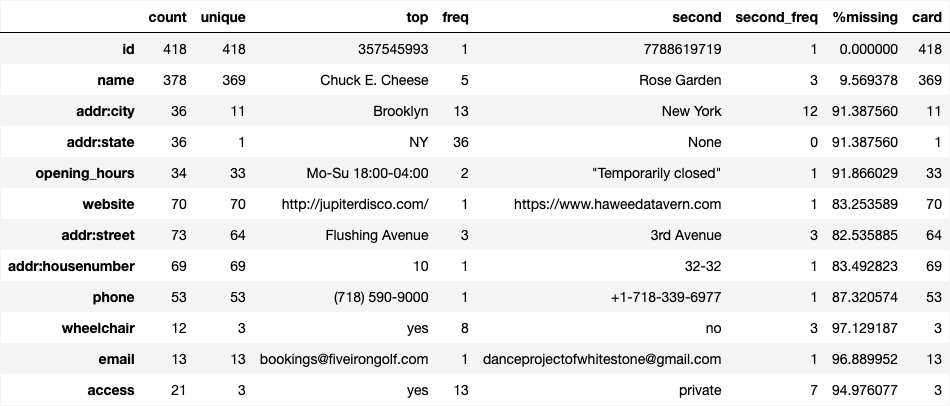 count unique top freq second second_freq %missing card
id 418 418 357545993 1 7788619719 1 0.000000 418
name 378 369 Chuck E. Cheese 5 Rose Garden 3 9.569378 369
addr:city 36 11 Brooklyn 13 New York 12 91.387560 11
addr:state 36 1 NY 36 None 0 91.387560 1
opening_hours 34 33 Mo-Su 18:00-04:00 2 "Temporarily closed" 1 91.866029 33
website 70 70 http://jupiterdisco.com/ 1 https://www.haweedatavern.com 1 83.253589 70
addr:street 73 64 Flushing Avenue 3 3rd Avenue 3 82.535885 64
addr:housenumber 69 69 10 1 32-32 1 83.492823 69
phone 53 53 (718) 590-9000 1 +1-718-339-6977 1 87.320574 53
wheelchair 12 3 yes 8 no 3 97.129187 3
email 13 13 bookings@fiveirongolf.com 1 danceprojectofwhitestone@gmail.com 1 96.889952 13
access 21 3 yes 13 private 7 94.976077 3